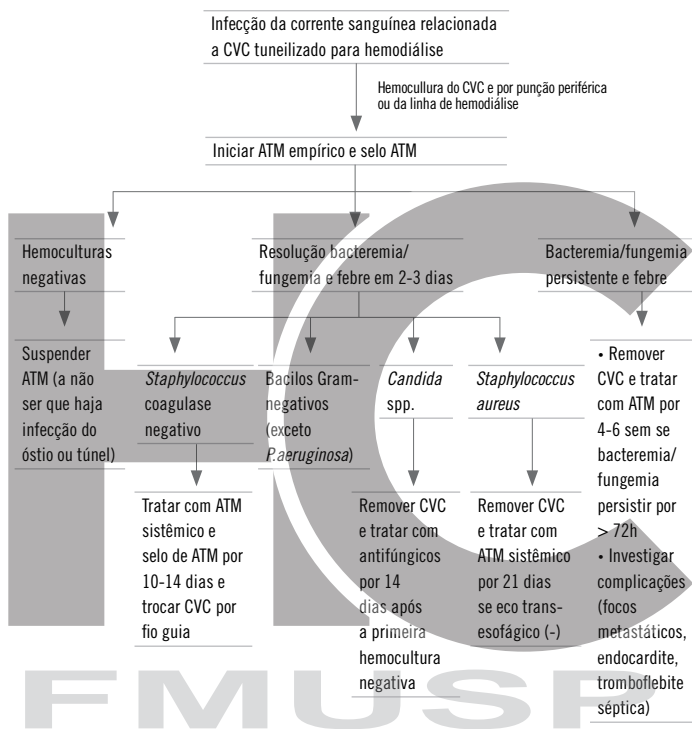 Infecção da corrente sanguínea relacionada
a CVC tuneilizado para hemodiálise
Hemocullura do CVC e por punção periférica
ou da linha de hemodiálise
Iniciar ATM empírico e selo ATM
Hemoculturas
negativas
Resolução bacteremia/
fungemia e febre em 2-3 dias
Bacteremia/fungemia
persistente e febre
Suspender
ATM (a não
ser que haja
infecção do
óstio ou túnel)
Staphylococcus
coagulase
negativo
Bacilos Gram-
negativos
(exceto
P.aeruginosa)
Candida
spp.
Staphylococcus
aureus
• Remover
CVC e tratar
com ATM por
4-6 sem se
bacteremia/
fungemia
persistir por
> 72h
• Investigar
complicações
(focos
metastáticos,
endocardite,
tromboflebite
séptica)
Tratar com ATM
sistêmico e
selo de ATM por
10-14 dias e
trocar CVC por
fio guia
Remover CVC
e tratar com
antifúngicos
por 14
dias após
a primeira
hemocultura
negativa
Remover CVC
e tratar com
ATM sistêmico
por 21 dias
se eco trans-
esofágico (-)
HC
FMUSP